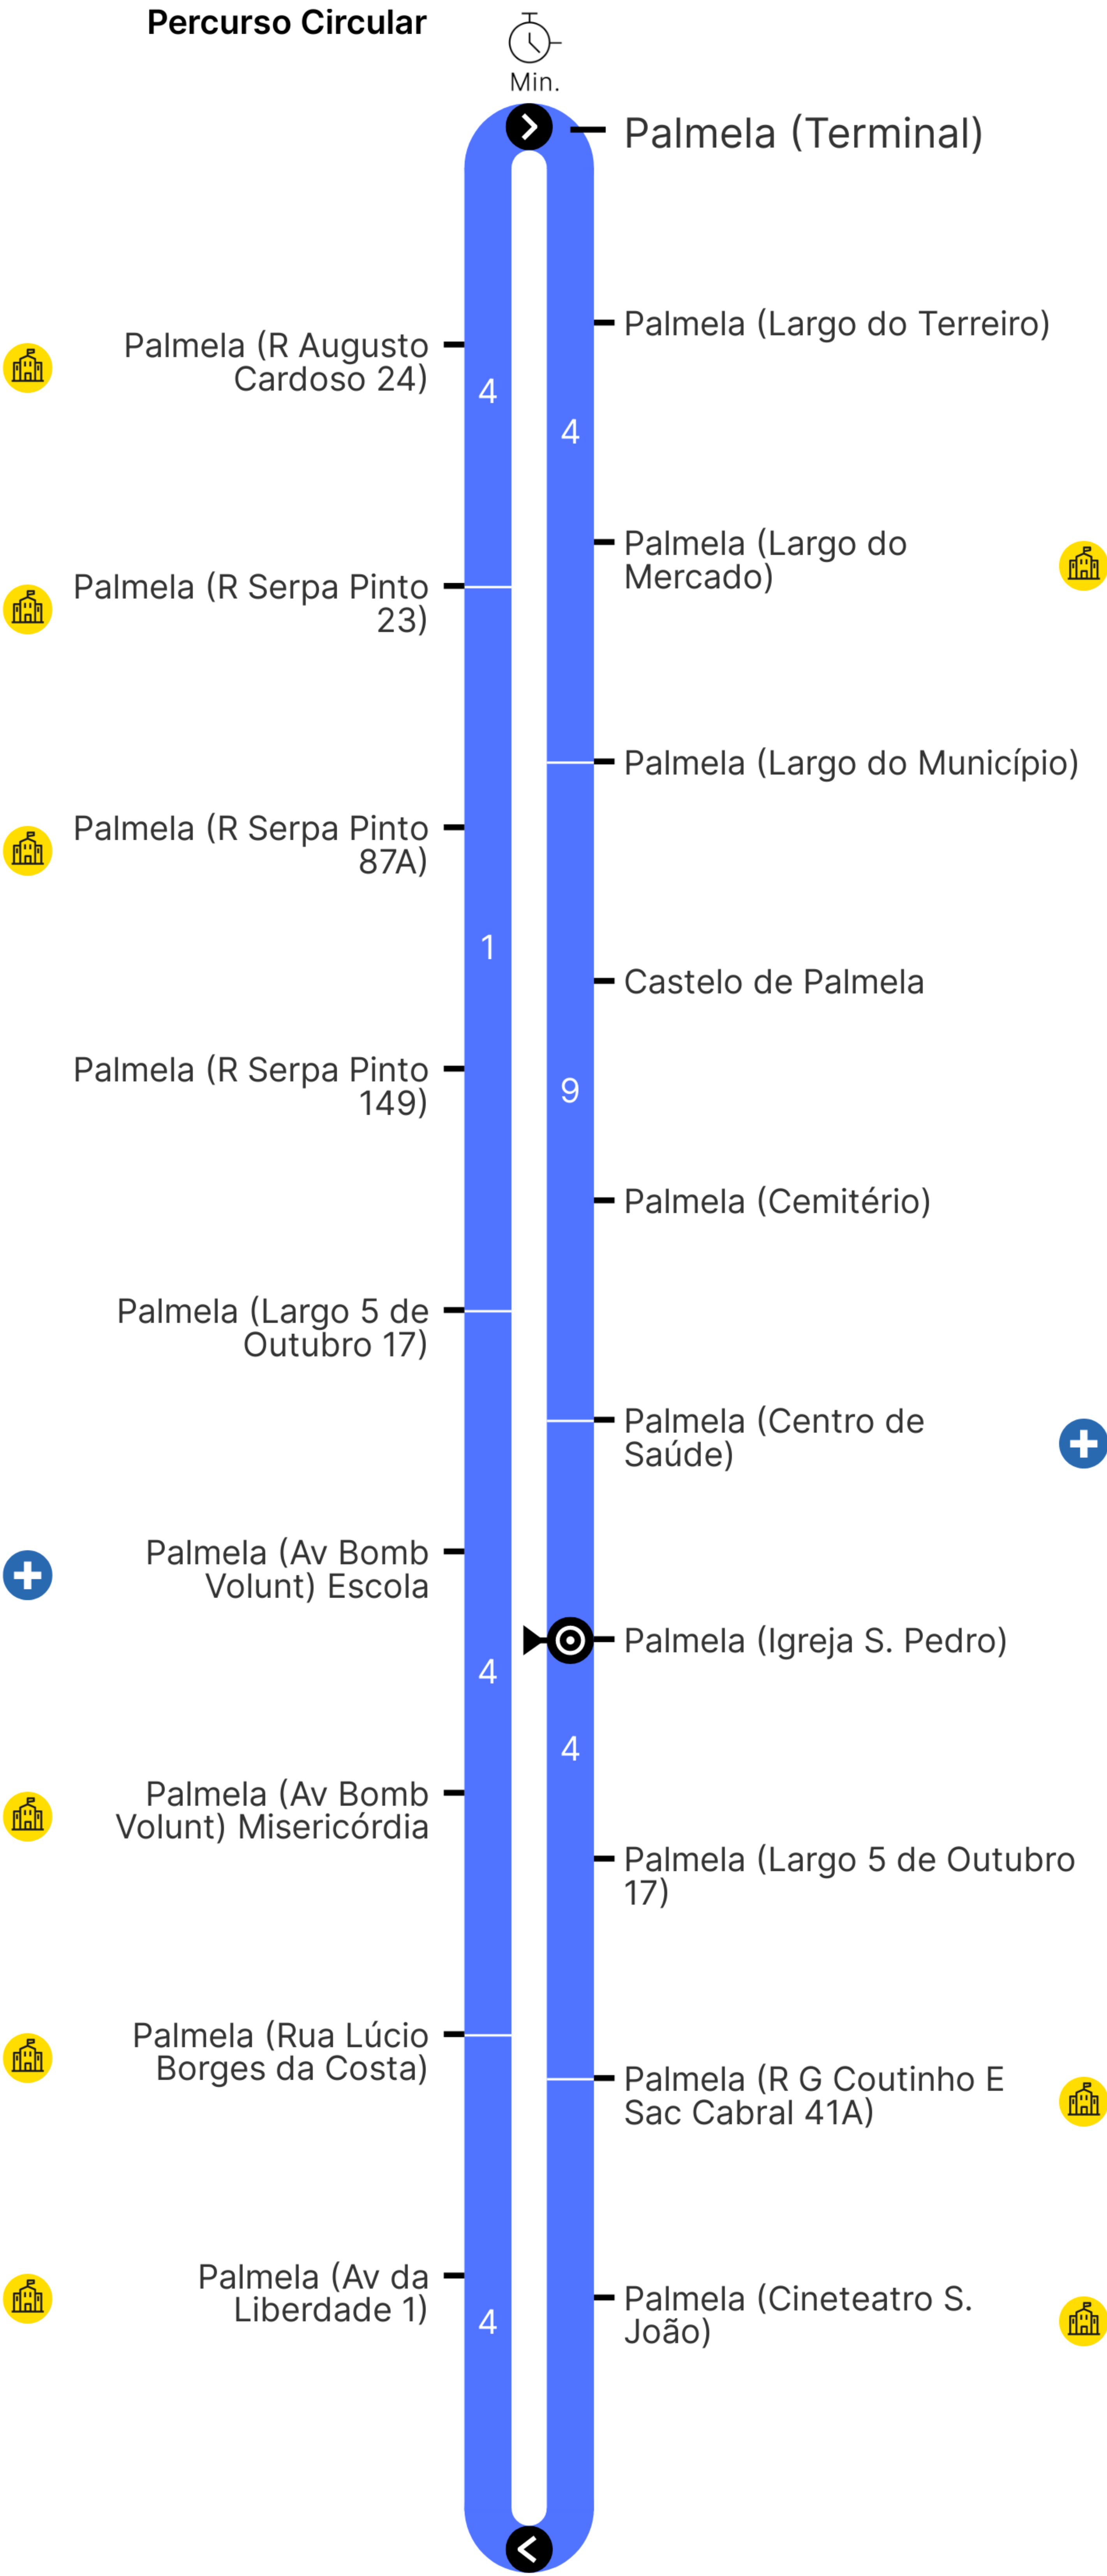 Percurso Circular
Min.
Palmela (Terminal)
Palmela (Largo do Terreiro)
Palmela (R Augusto
Cardoso 24)
4
4
Palmela (Largo do
Mercado)
Palmela (R Serpa Pinto
23)
Palmela (Largo do Município)
Palmela (R Serpa Pinto
87A)
1
Castelo de Palmela
Palmela (R Serpa Pinto
149)
9
Palmela (Cemitério)
Palmela (Largo 5 de
Outubro 17)
Palmela (Centro de
Saúde)
Palmela (Av Bomb
Volunt) Escola
Palmela (Igreja S. Pedro)
4
4
Palmela (Av Bomb
Volunt) Misericórdia
Palmela (Largo 5 de Outubro
17)
Palmela (Rua Lúcio
Borges da Costa)
Palmela (R G Coutinho E
Sac Cabral 41A)
Palmela (Av da
Liberdade 1)
Palmela (Cineteatro S.
João)
4